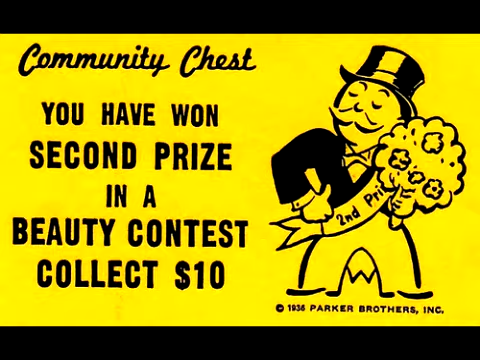 Community Chest
YOU HAVE WON
SECOND PRIZE
IN A
BEAUTY CONTEST
COLLECT $10
2nd Pri
© 1936 PARKER BROTHERS, INC.